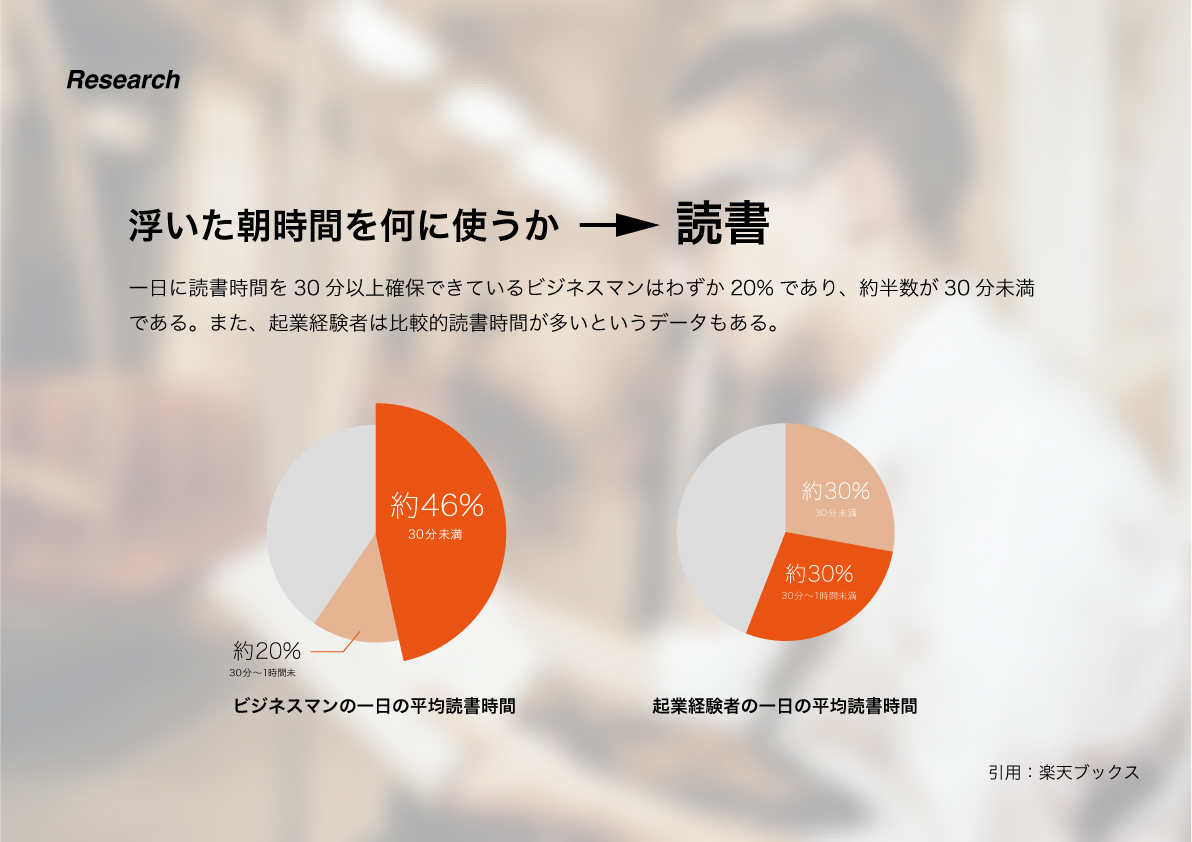 Research
浮いた朝時間を何に使うか → 読書
一日に読書時間を 30 分以上確保できているビジネスマンはわずか 20% であり、約半数が 30 分未満
である。また、起業経験者は比較的読書時間が多いというデータもある。
約46%
30分未満
約20%
30分～1時間未
ビジネスマンの一日の平均読書時間
約30%
30分未満
約30%
30分～1時間未満
起業経験者の一日の平均読書時間
引用：楽天ブックス